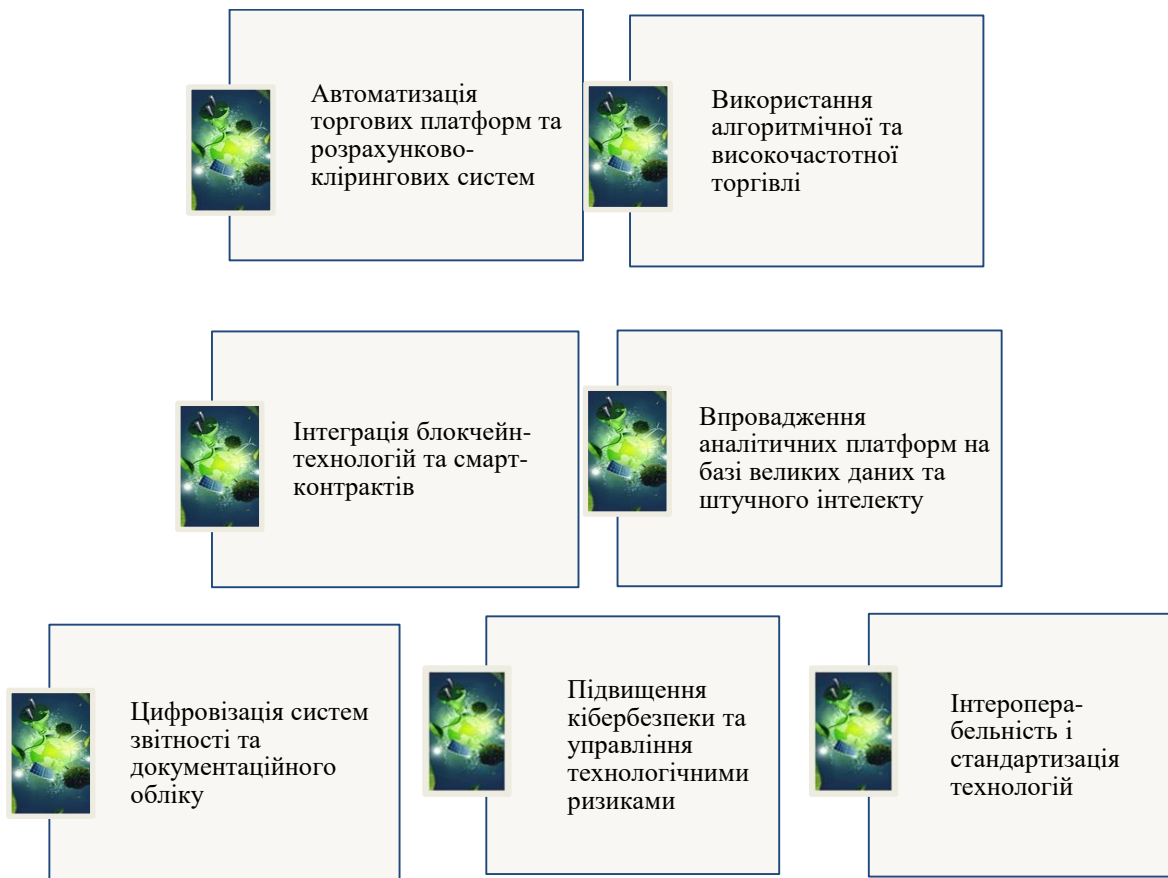 Автоматизація
торгових платформ та
розрахунково-
клірингових систем
Використання
алгоритмічної та
високочастотної
торгівлі
Інтеграція блокчейн-
технологій та смарт-
контрактів
Впровадження
аналітичних платформ на
базі великих даних та
штучного інтелекту
Цифровізація систем
звітності та
документаційного
обліку
Підвищення
кібербезпеки та
управління
технологічними
ризиками
Інтеропера-
бельність і
стандартизація
технологій